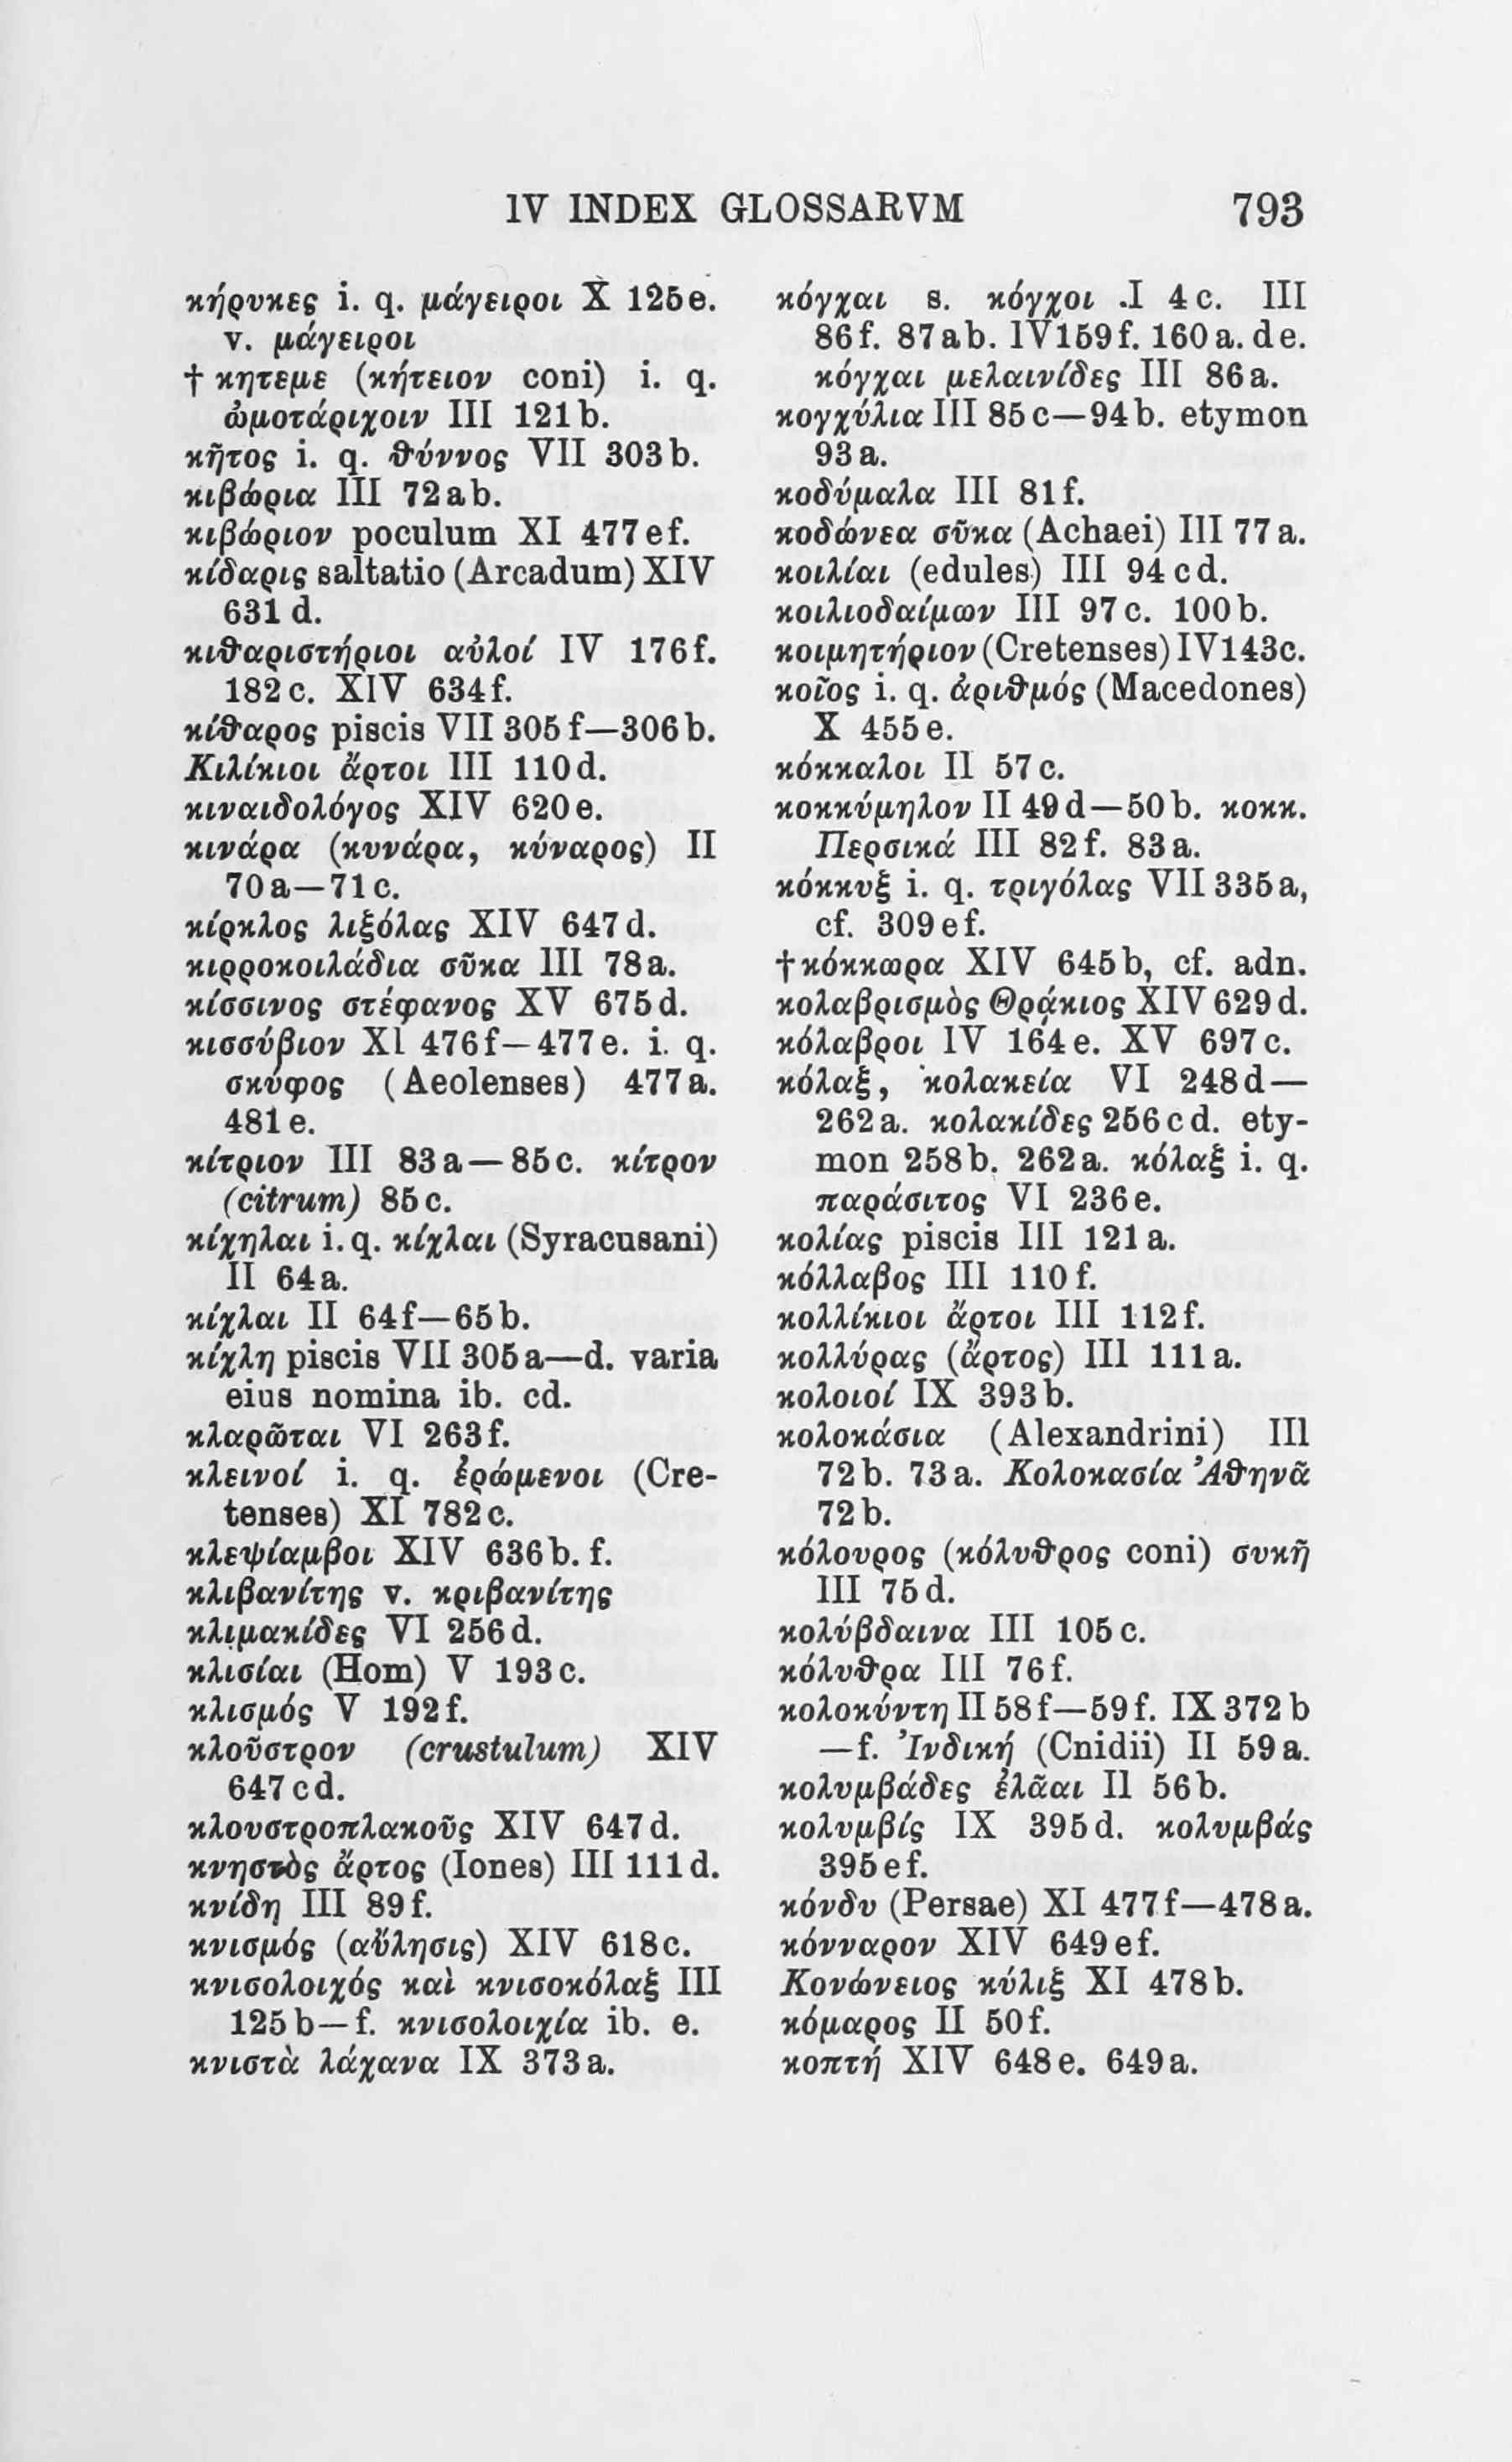 IV INDEX GLOSSARVM 793
κήρυκες i. q. μάγειροι X 125e.
v. μάγειροι
† κητεμε (κήτειον coni) i. q.
ὠμοτάριχοιν III 121b.
κῆτος i. q. θύννος VII 303b.
κιβώρια III 72ab.
κιβώριον poculum XI 477ef.
κίδαρις saltatio (Arcadum) XIV
631d.
κιθαριστήριοι αὐλοί IV 176f.
182c. XIV 634f.
κίθαρος piscis VII 305f—306b.
Κιλίκιοι ἄρτοι III 110d.
κιναιδολόγος XIV 620e.
κινάρα (κυνάρα, κύναρος) II
70a—71c.
κίρκλος λιξόλας XIV 647d.
κιρροκοιλάδια σῦκα III 78a.
κίσσινος στέφανος XV 675d.
κισσύβιον XI 476f—477e. i. q.
σκύφος (Aeolenses) 477a.
481e.
κίτριον III 83a—85c. κίτρον
(citrum) 85c.
κίχηλαι i. q. κίχλαι (Syracusani)
II 64a.
κίχλαι II 64f—65b.
κίχλη piscis VII 305a—d. varia
eius nomina ib. cd.
κλαρῶται VI 263f.
κλεινοί i. q. ἐρώμενοι (Cre-
tenses) XI 782c.
κλεψίαμβοι XIV 636b. f.
κλιβανίτης v. κριβανίτης
κλιμακίδες VI 256d.
κλισίαι (Hom) V 193c.
κλισμός V 192f.
κλοῦστρον (crustulum) XIV
647cd.
κλουστροπλακοῦς XIV 647d.
κνηστὸς ἄρτος (Iones) III 111d.
κνίδη III 89f.
κνισμός (αὔλησις) XIV 618c.
κνισολοιχός καὶ κνισοκόλαξ III
125b—f. κνισολοιχία ib. e.
κνιστὰ λάχανα IX 373a.
κόγχαι s. κόγχοι I 4c. III
86f. 87ab. IV 159f. 160a. de.
κόγχαι μελαινίδες III 86a.
κογχύλια III 85c—94b. etymon
93a.
κοδύμαλα III 81f.
κοδώνεα σῦκα (Achaei) III 77a.
κοιλίαι (edules) III 94cd.
κοιλιοδαίμων III 97c. 100b.
κοιμητήριον (Cretenses) IV 143c.
κοῖος i. q. ἀριθμός (Macedones)
X 455e.
κόκκαλοι II 57c.
κοκκύμηλον II 49d—50b. κοκκ.
Περσικά III 82f. 83a.
κόκκυξ i. q. τριγόλας VII 335a,
cf. 309ef.
†κόκκωρα XIV 645b, cf. adn.
κολαβρισμὸς Θρᾴκιος XIV 629d.
κόλαβροι IV 164e. XV 697c.
κόλαξ, κολακεία VI 248d—
262a. κολακίδες 256cd. ety-
mon 258b. 262a. κόλαξ i. q.
παράσιτος VI 236e.
κολίας piscis III 121a.
κόλλαβος III 110f.
κολλίκιοι ἄρτοι III 112f.
κολλύρας (ἄρτος) III 111a.
κολοιοί IX 393b.
κολοκάσια (Alexandrini) III
72b. 73a. Κολοκασία Ἀθηνᾶ
72b.
κόλουρος (κόλυθρος coni) συκῆ
III 75d.
κολύβδαινα III 105c.
κόλυθρα III 76f.
κολοκύντη II 58f—59f. IX 372b
—f. Ἰνδική (Cnidii) II 59a.
κολυμβάδες ἐλᾶαι II 56b.
κολυμβίς IX 395d. κολυμβάς
395ef.
κόνδυ (Persae) XI 477f—478a.
κόνναρον XIV 649ef.
Κονώνειος κύλιξ XI 478b.
κόμαρος II 50f.
κοπτή XIV 648e. 649a.